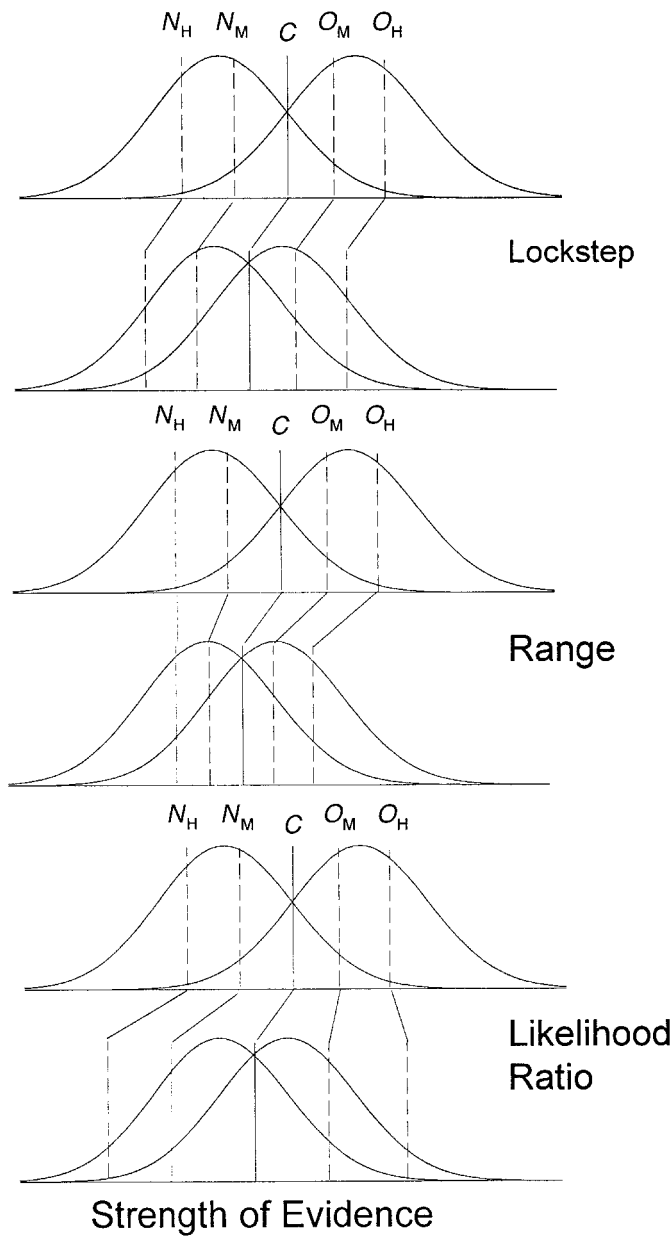 N_H N_M C O_M O_H
Lockstep
N_H N_M C O_M O_H
Range
N_H N_M C O_M O_H
Likelihood
Ratio
Strength of Evidence